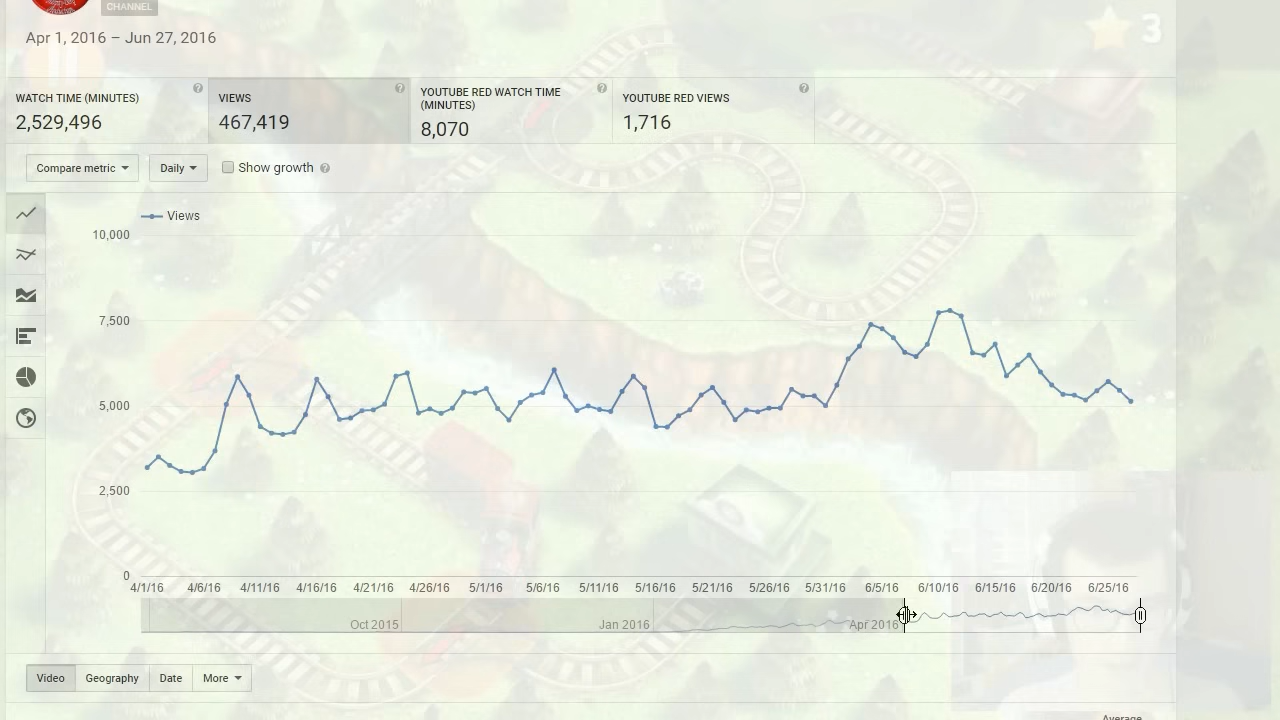 CHANNEL
Apr 1, 2016 – Jun 27, 2016
3
WATCH TIME (MINUTES)
2,529,496
VIEWS
467,419
YOUTUBE RED WATCH TIME
(MINUTES)
8,070
YOUTUBE RED VIEWS
1,716
Compare metric
Daily
Show growth
Views
10,000
7,500
5,000
2,500
0
4/1/16 4/6/16 4/11/16 4/16/16 4/21/16 4/26/16 5/1/16 5/6/16 5/11/16 5/16/16 5/21/16 5/26/16 5/31/16 6/5/16 6/10/16 6/15/16 6/20/16 6/25/16
Oct 2015 Jan 2016 Apr 2016
Video Geography Date More
Average